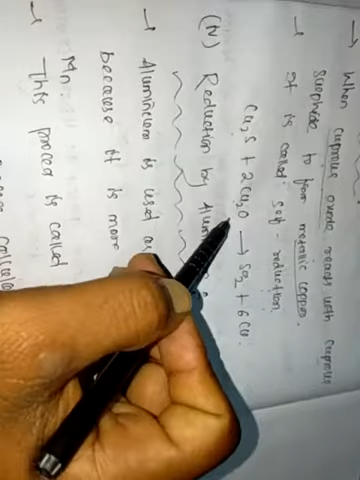 → When cuprous oxide reacts with cuprous
sulphide to form metallic copper.
→ It is called self-reduction.
Cu2S + 2Cu2O → SO2 + 6Cu.
(iv) Reduction by Alum
→ Aluminium is used as
because it is more
Mn.
→ This process is called